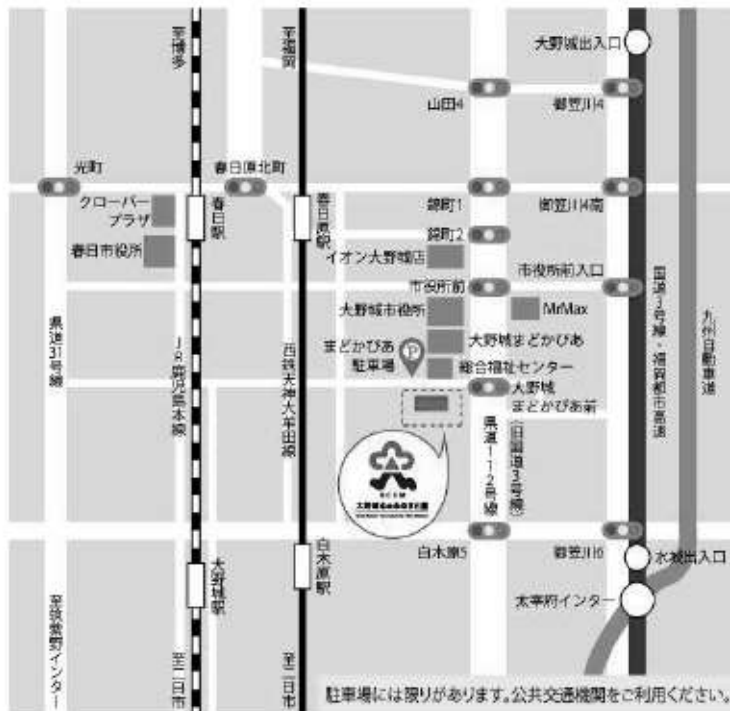 大野城出入口
至博多
至福岡
山田4
御笠川4
光町
春日原北町
クローバー
プラザ
春日市役所
春日駅
春日原駅
錦町1
御笠川4南
錦町2
イオン大野城店
市役所前
市役所前入口
大野城市役所
MrMax
まどかぴあ
駐車場
P
大野城まどかぴあ
総合福祉センター
大野城
まどかぴあ前
県道31号線
JR鹿児島本線
西鉄天神大牟田線
県道112号線
(旧国道3号線)
国道3号線・福岡都市高速
九州自動車道
白木原5
御笠川6
水城出入口
大野城駅
白木原駅
太宰府インター
至筑紫野インター
至二日市
至二日市
駐車場には限りがあります。公共交通機関をご利用ください。